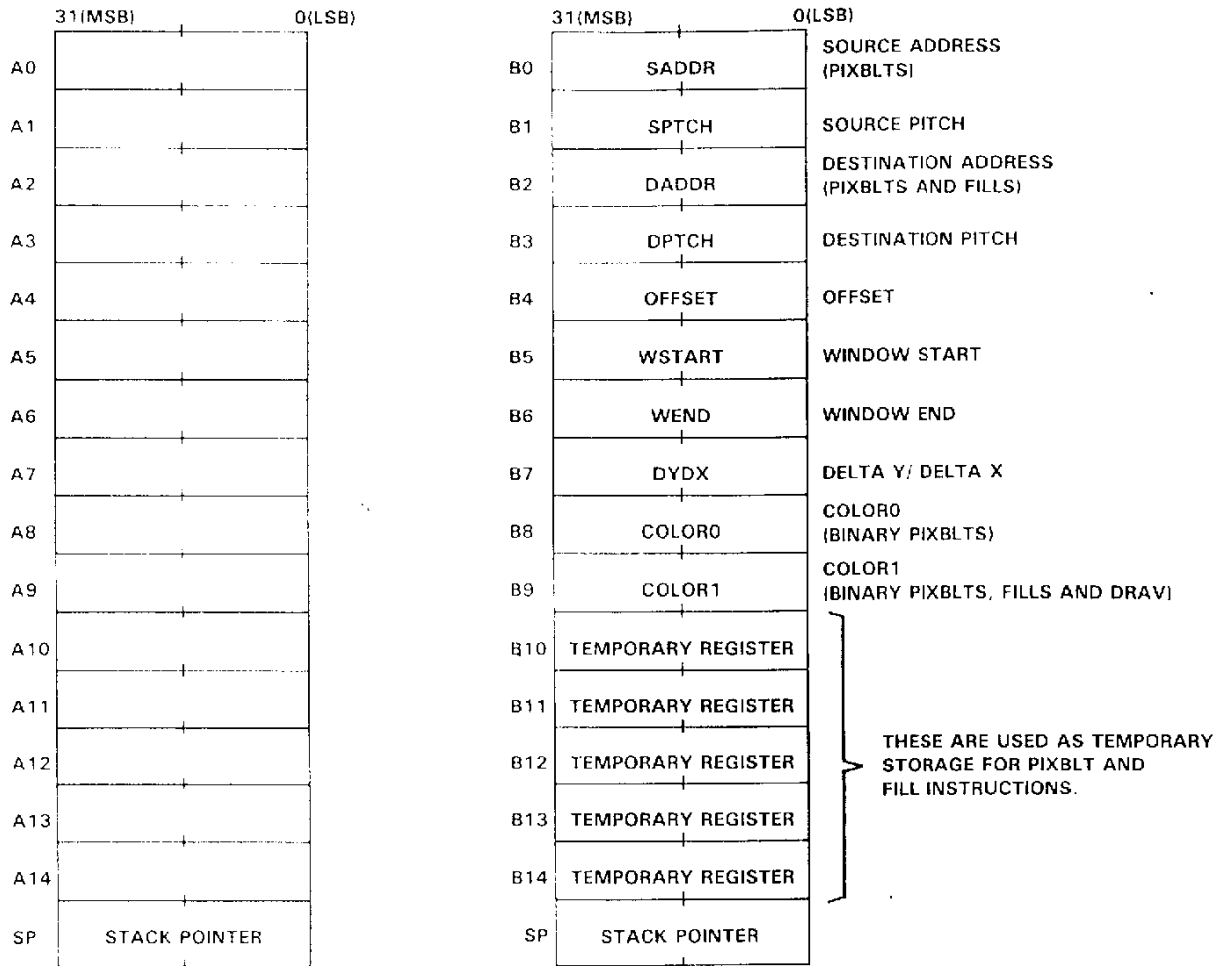 31(MSB) 0(LSB) 31(MSB) 0(LSB)
A0 B0 SADDR SOURCE ADDRESS
(PIXBLTS)
A1 B1 SPTCH SOURCE PITCH
A2 B2 DADDR DESTINATION ADDRESS
(PIXBLTS AND FILLS)
A3 B3 DPTCH DESTINATION PITCH
A4 B4 OFFSET OFFSET
A5 B5 WSTART WINDOW START
A6 B6 WEND WINDOW END
A7 B7 DYDX DELTA Y/ DELTA X
A8 B8 COLOR0 COLOR0
(BINARY PIXBLTS)
A9 B9 COLOR1 COLOR1
(BINARY PIXBLTS, FILLS AND DRAV)
A10 B10 TEMPORARY REGISTER
A11 B11 TEMPORARY REGISTER
A12 B12 TEMPORARY REGISTER
A13 B13 TEMPORARY REGISTER
A14 B14 TEMPORARY REGISTER
THESE ARE USED AS TEMPORARY
STORAGE FOR PIXBLT AND
FILL INSTRUCTIONS.
SP STACK POINTER SP STACK POINTER